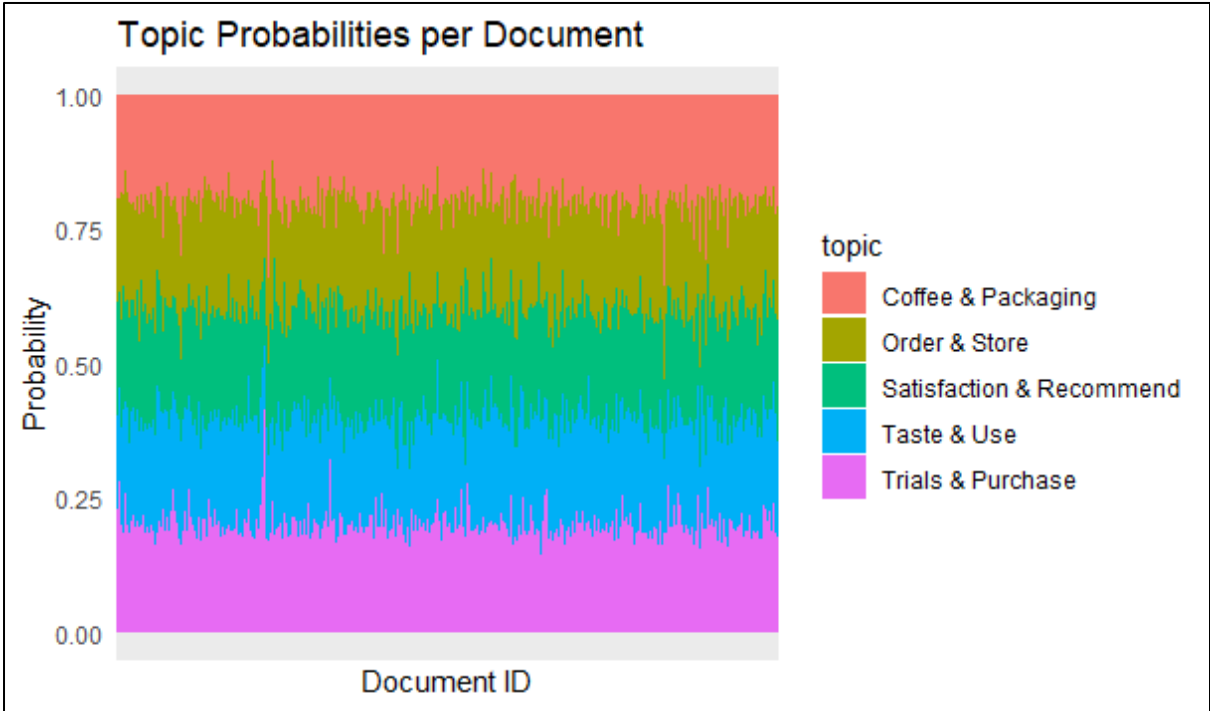 Topic Probabilities per Document
1.00
0.75
0.50
0.25
0.00
Probability
Document ID
topic
Coffee & Packaging
Order & Store
Satisfaction & Recommend
Taste & Use
Trials & Purchase